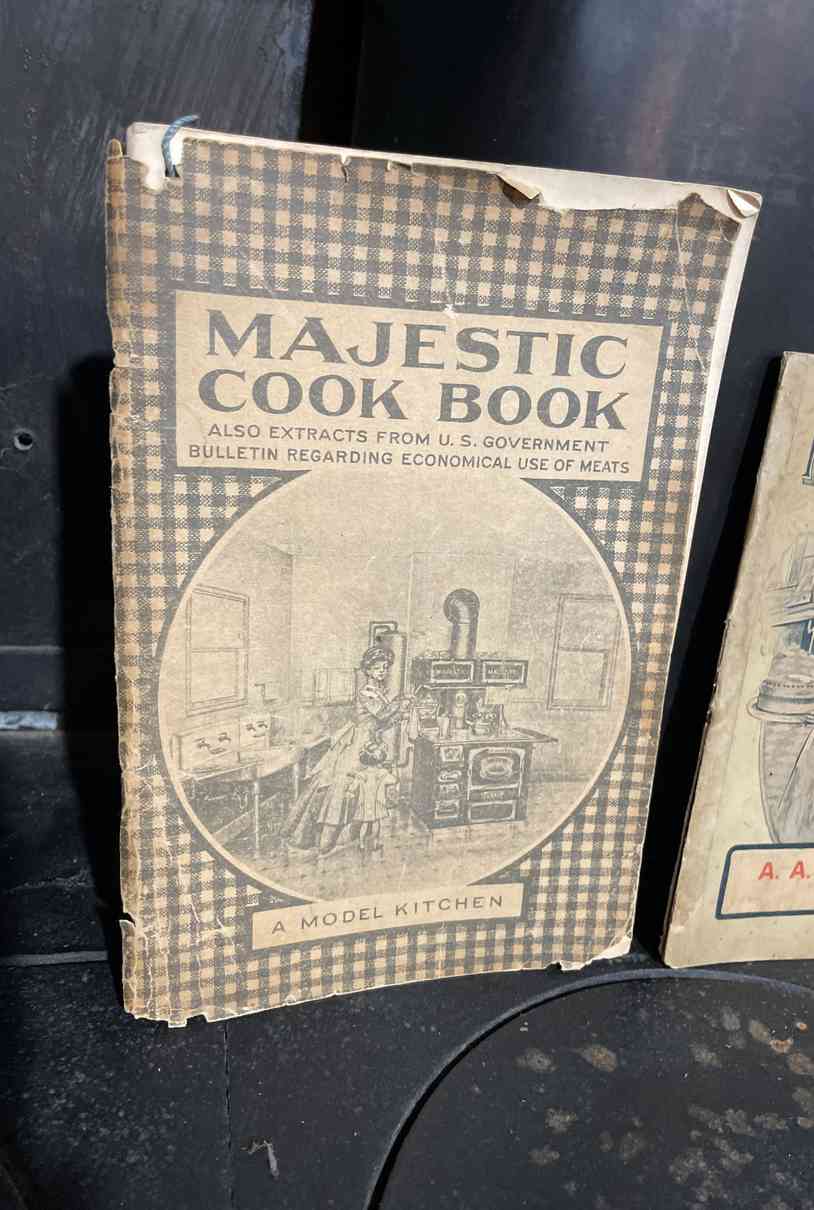 MAJESTIC
COOK BOOK
ALSO EXTRACTS FROM U. S. GOVERNMENT
BULLETIN REGARDING ECONOMICAL USE OF MEATS
A MODEL KITCHEN
A. A.